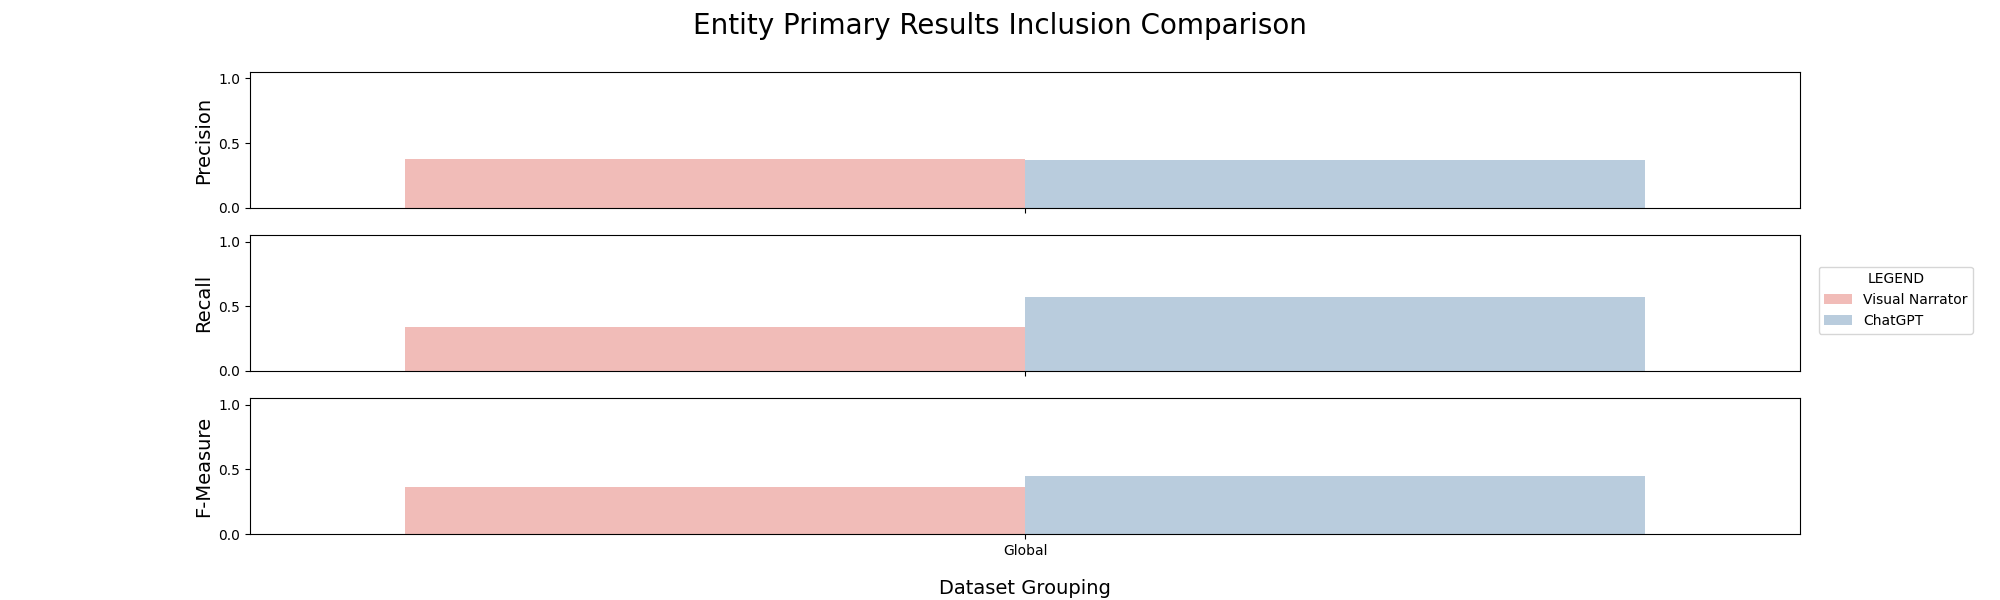 Entity Primary Results Inclusion Comparison
Precision
1.0
0.5
0.0
Recall
1.0
0.5
0.0
F-Measure
1.0
0.5
0.0
Global
Dataset Grouping
LEGEND
Visual Narrator
ChatGPT